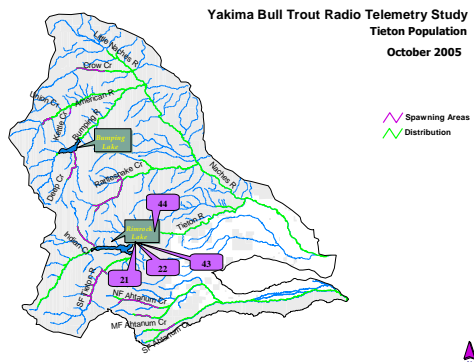 Yakima Bull Trout Radio Telemetry Study
Tieton Population
October 2005
Spawning Areas
Distribution
Little Naches R
Crow Cr
Union Cr
American R
Kettle Cr
Bumping R
Bumping
Lake
Deep Cr
Rattlesnake Cr
Naches R
44
Rimrock
Lake
Tieton R
Indian Cr
43
22
21
SF Tieton R
NF Ahtanum Cr
MF Ahtanum Cr
SF Ahtanum Cr